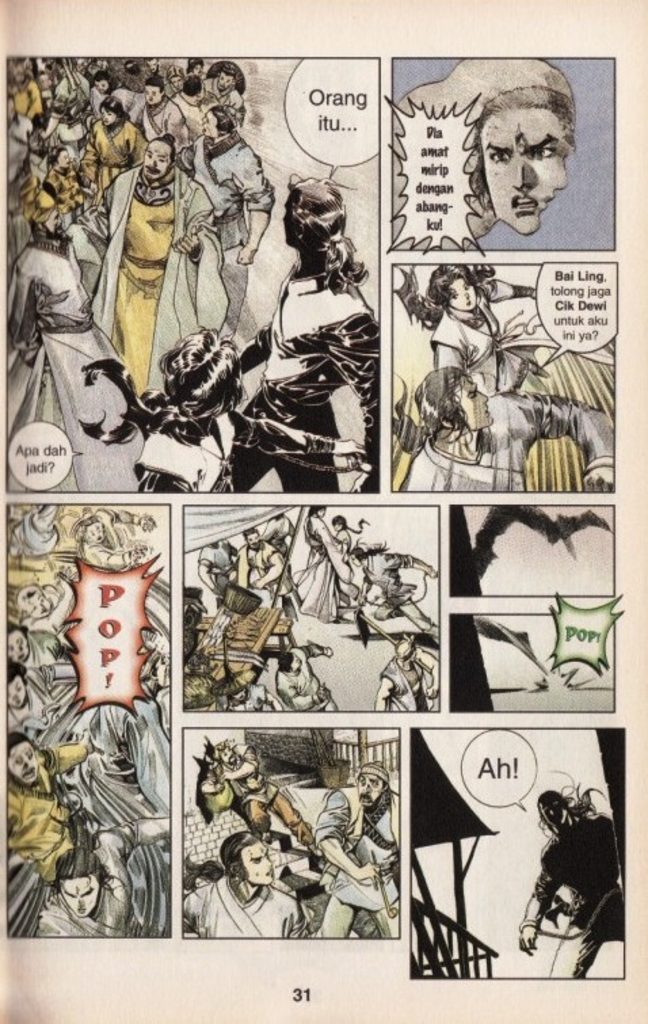 Orang
itu...
Apa dah
jadi?
Dia
amat
mirip
dengan
abang-
ku!
Bai Ling,
tolong jaga
Cik Dewi
untuk aku
ini ya?
POP!
POP!
Ah!
31